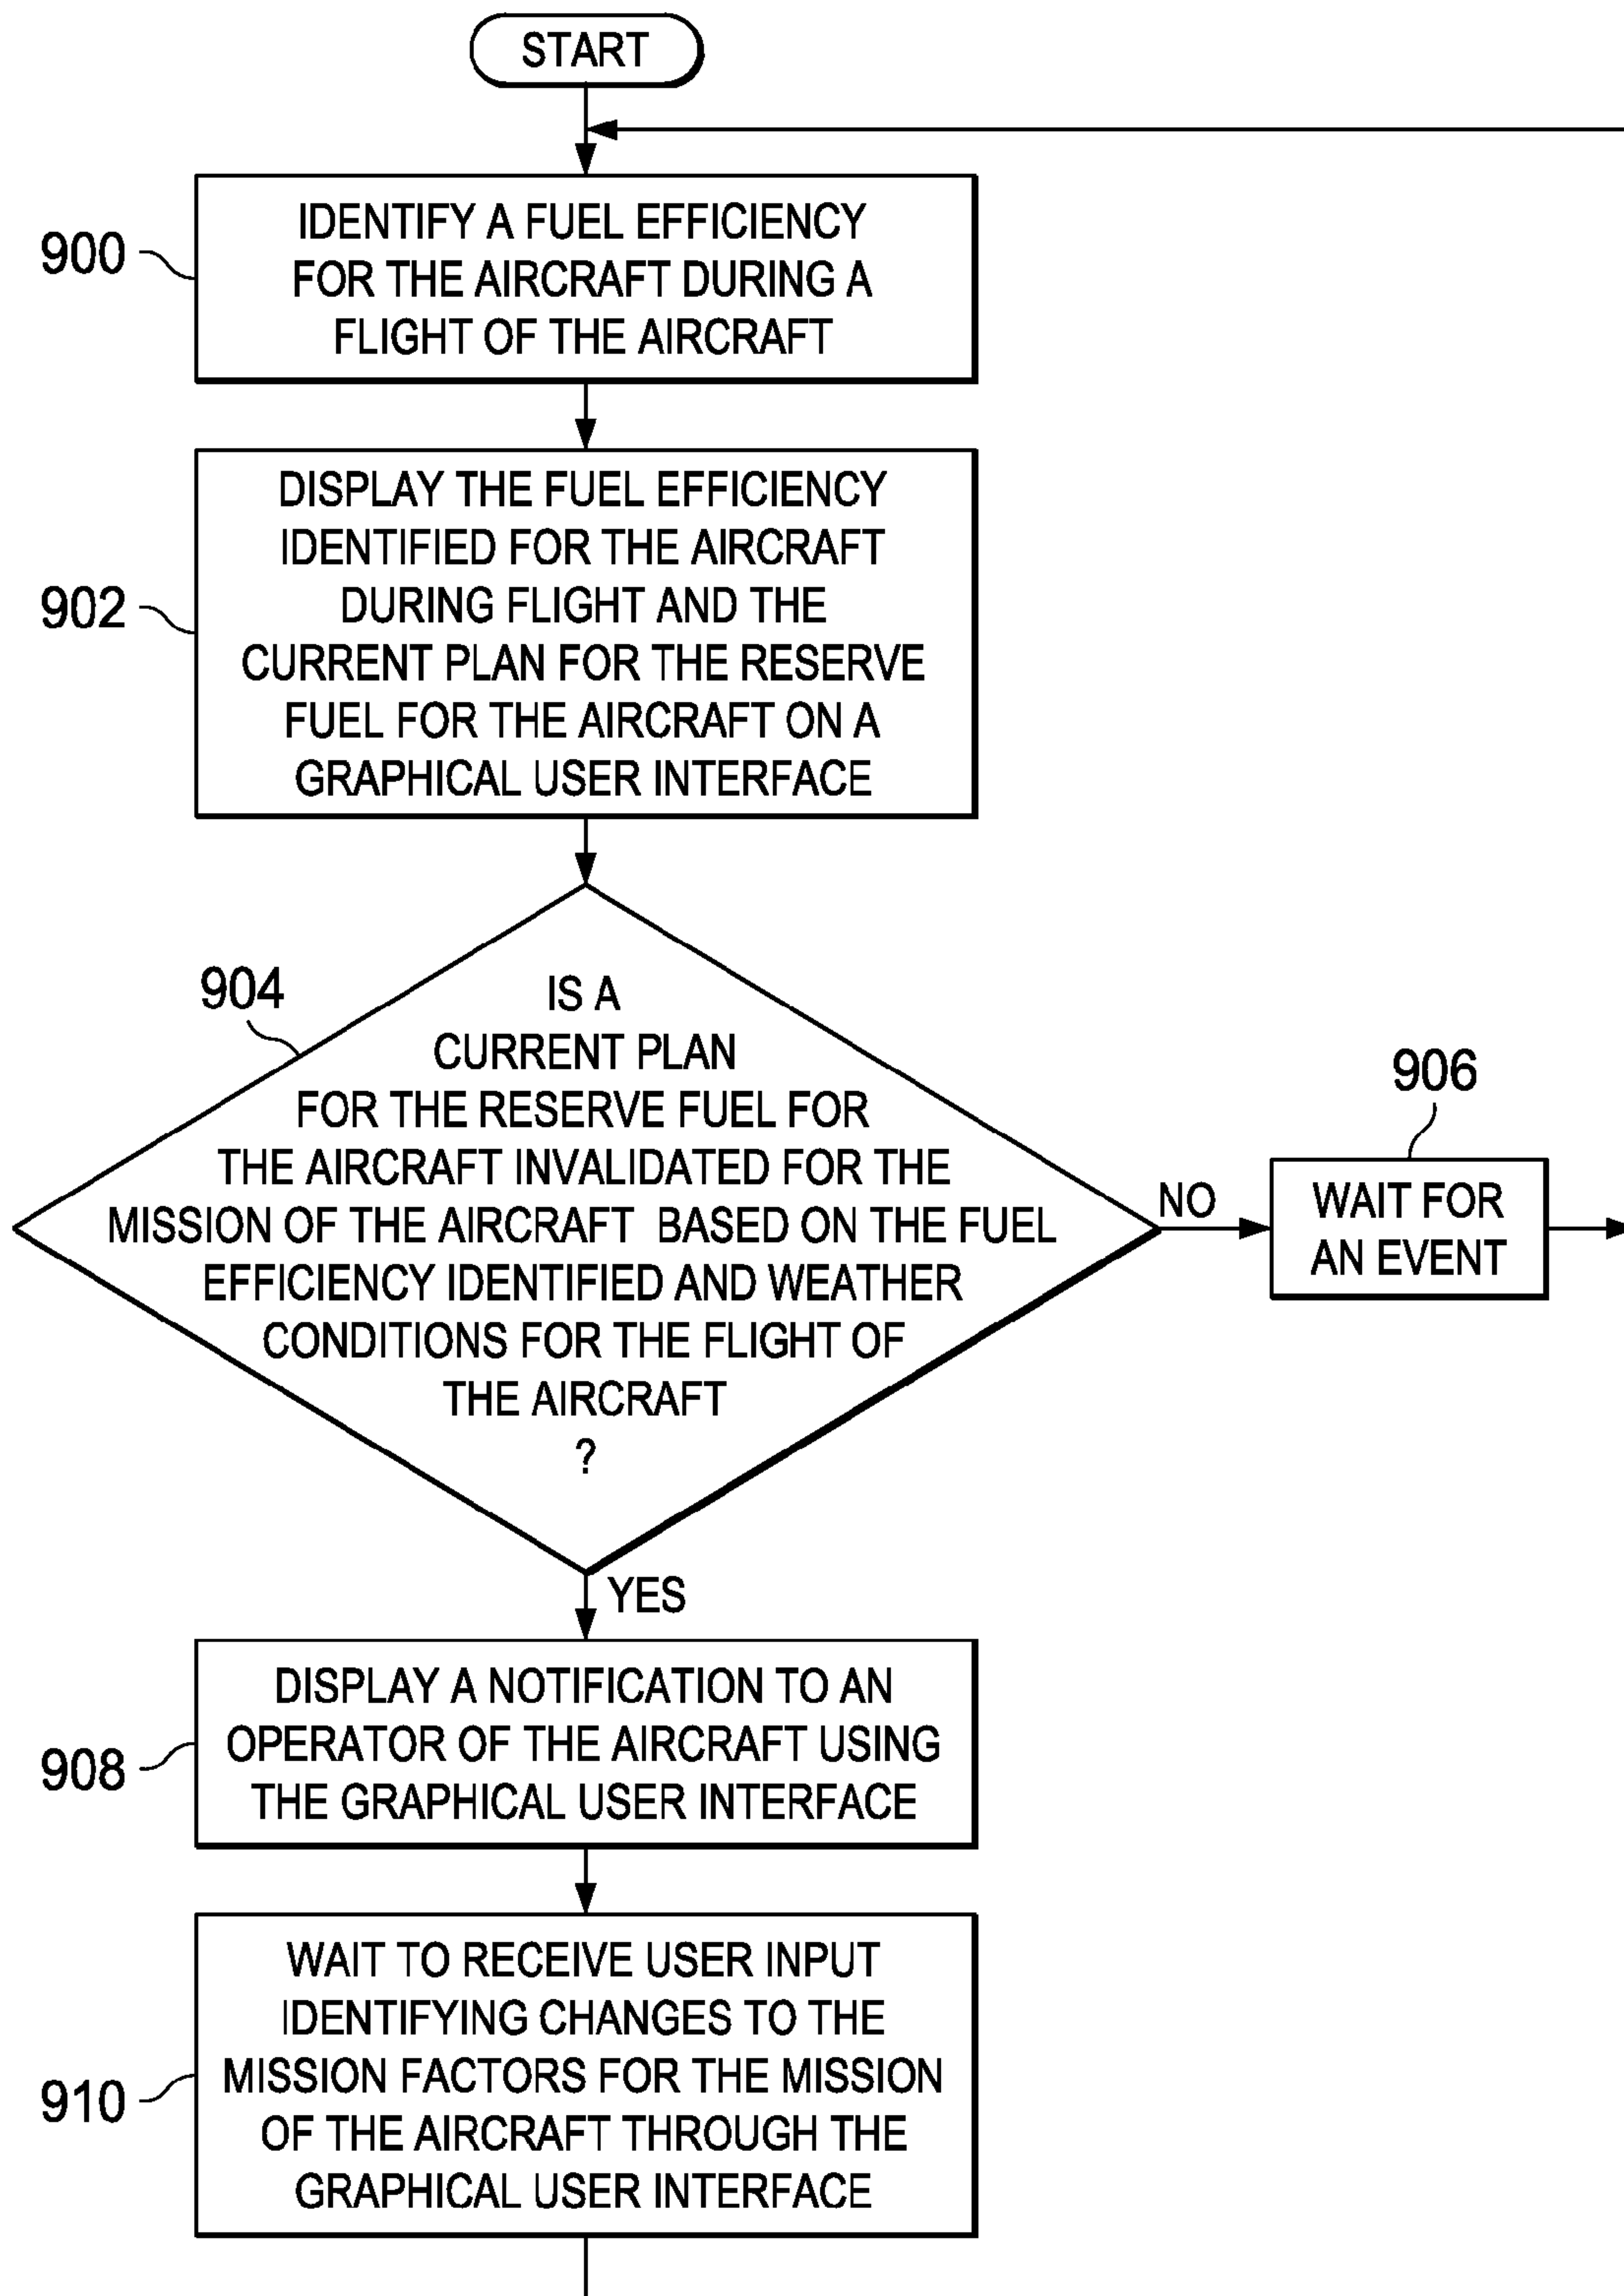 START
900
IDENTIFY A FUEL EFFICIENCY
FOR THE AIRCRAFT DURING A
FLIGHT OF THE AIRCRAFT
902
DISPLAY THE FUEL EFFICIENCY
IDENTIFIED FOR THE AIRCRAFT
DURING FLIGHT AND THE
CURRENT PLAN FOR THE RESERVE
FUEL FOR THE AIRCRAFT ON A
GRAPHICAL USER INTERFACE
904
IS A
CURRENT PLAN
FOR THE RESERVE FUEL FOR
THE AIRCRAFT INVALIDATED FOR THE
MISSION OF THE AIRCRAFT BASED ON THE FUEL
EFFICIENCY IDENTIFIED AND WEATHER
CONDITIONS FOR THE FLIGHT OF
THE AIRCRAFT
?
NO
906
WAIT FOR
AN EVENT
YES
908
DISPLAY A NOTIFICATION TO AN
OPERATOR OF THE AIRCRAFT USING
THE GRAPHICAL USER INTERFACE
910
WAIT TO RECEIVE USER INPUT
IDENTIFYING CHANGES TO THE
MISSION FACTORS FOR THE MISSION
OF THE AIRCRAFT THROUGH THE
GRAPHICAL USER INTERFACE